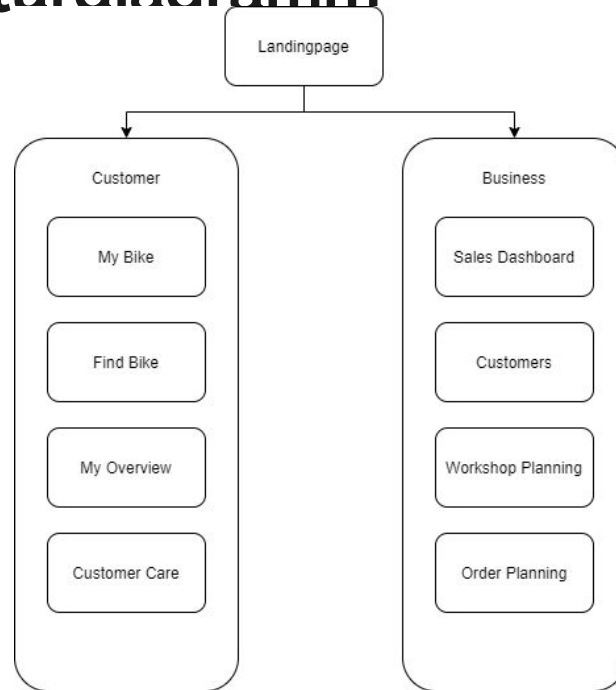 Landingpage
Customer
My Bike
Find Bike
My Overview
Customer Care
Business
Sales Dashboard
Customers
Workshop Planning
Order Planning